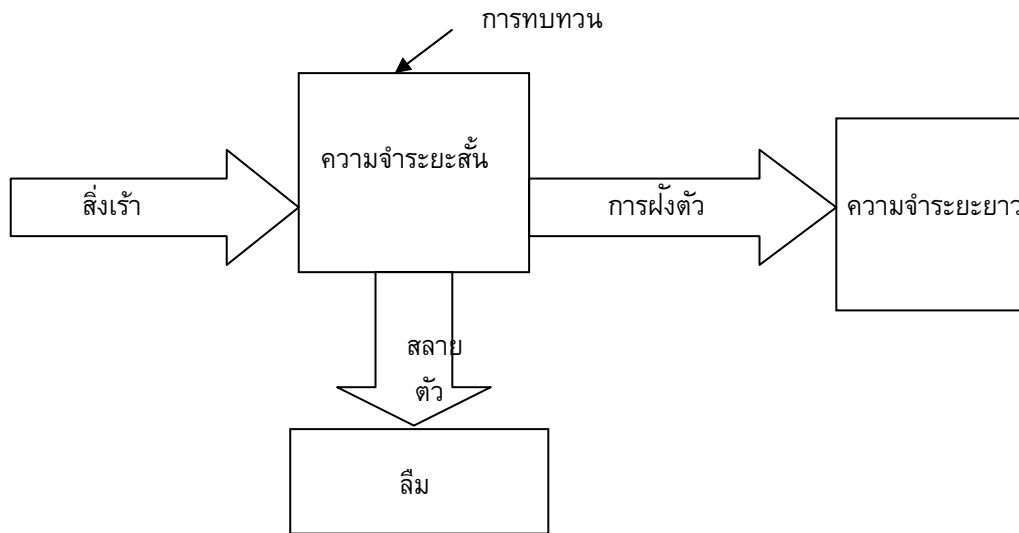 การทบทวน
ความจำระยะสั้น
สิ่งเร้า
การฝังตัว
ความจำระยะยาว
สลาย
ตัว
ลืม